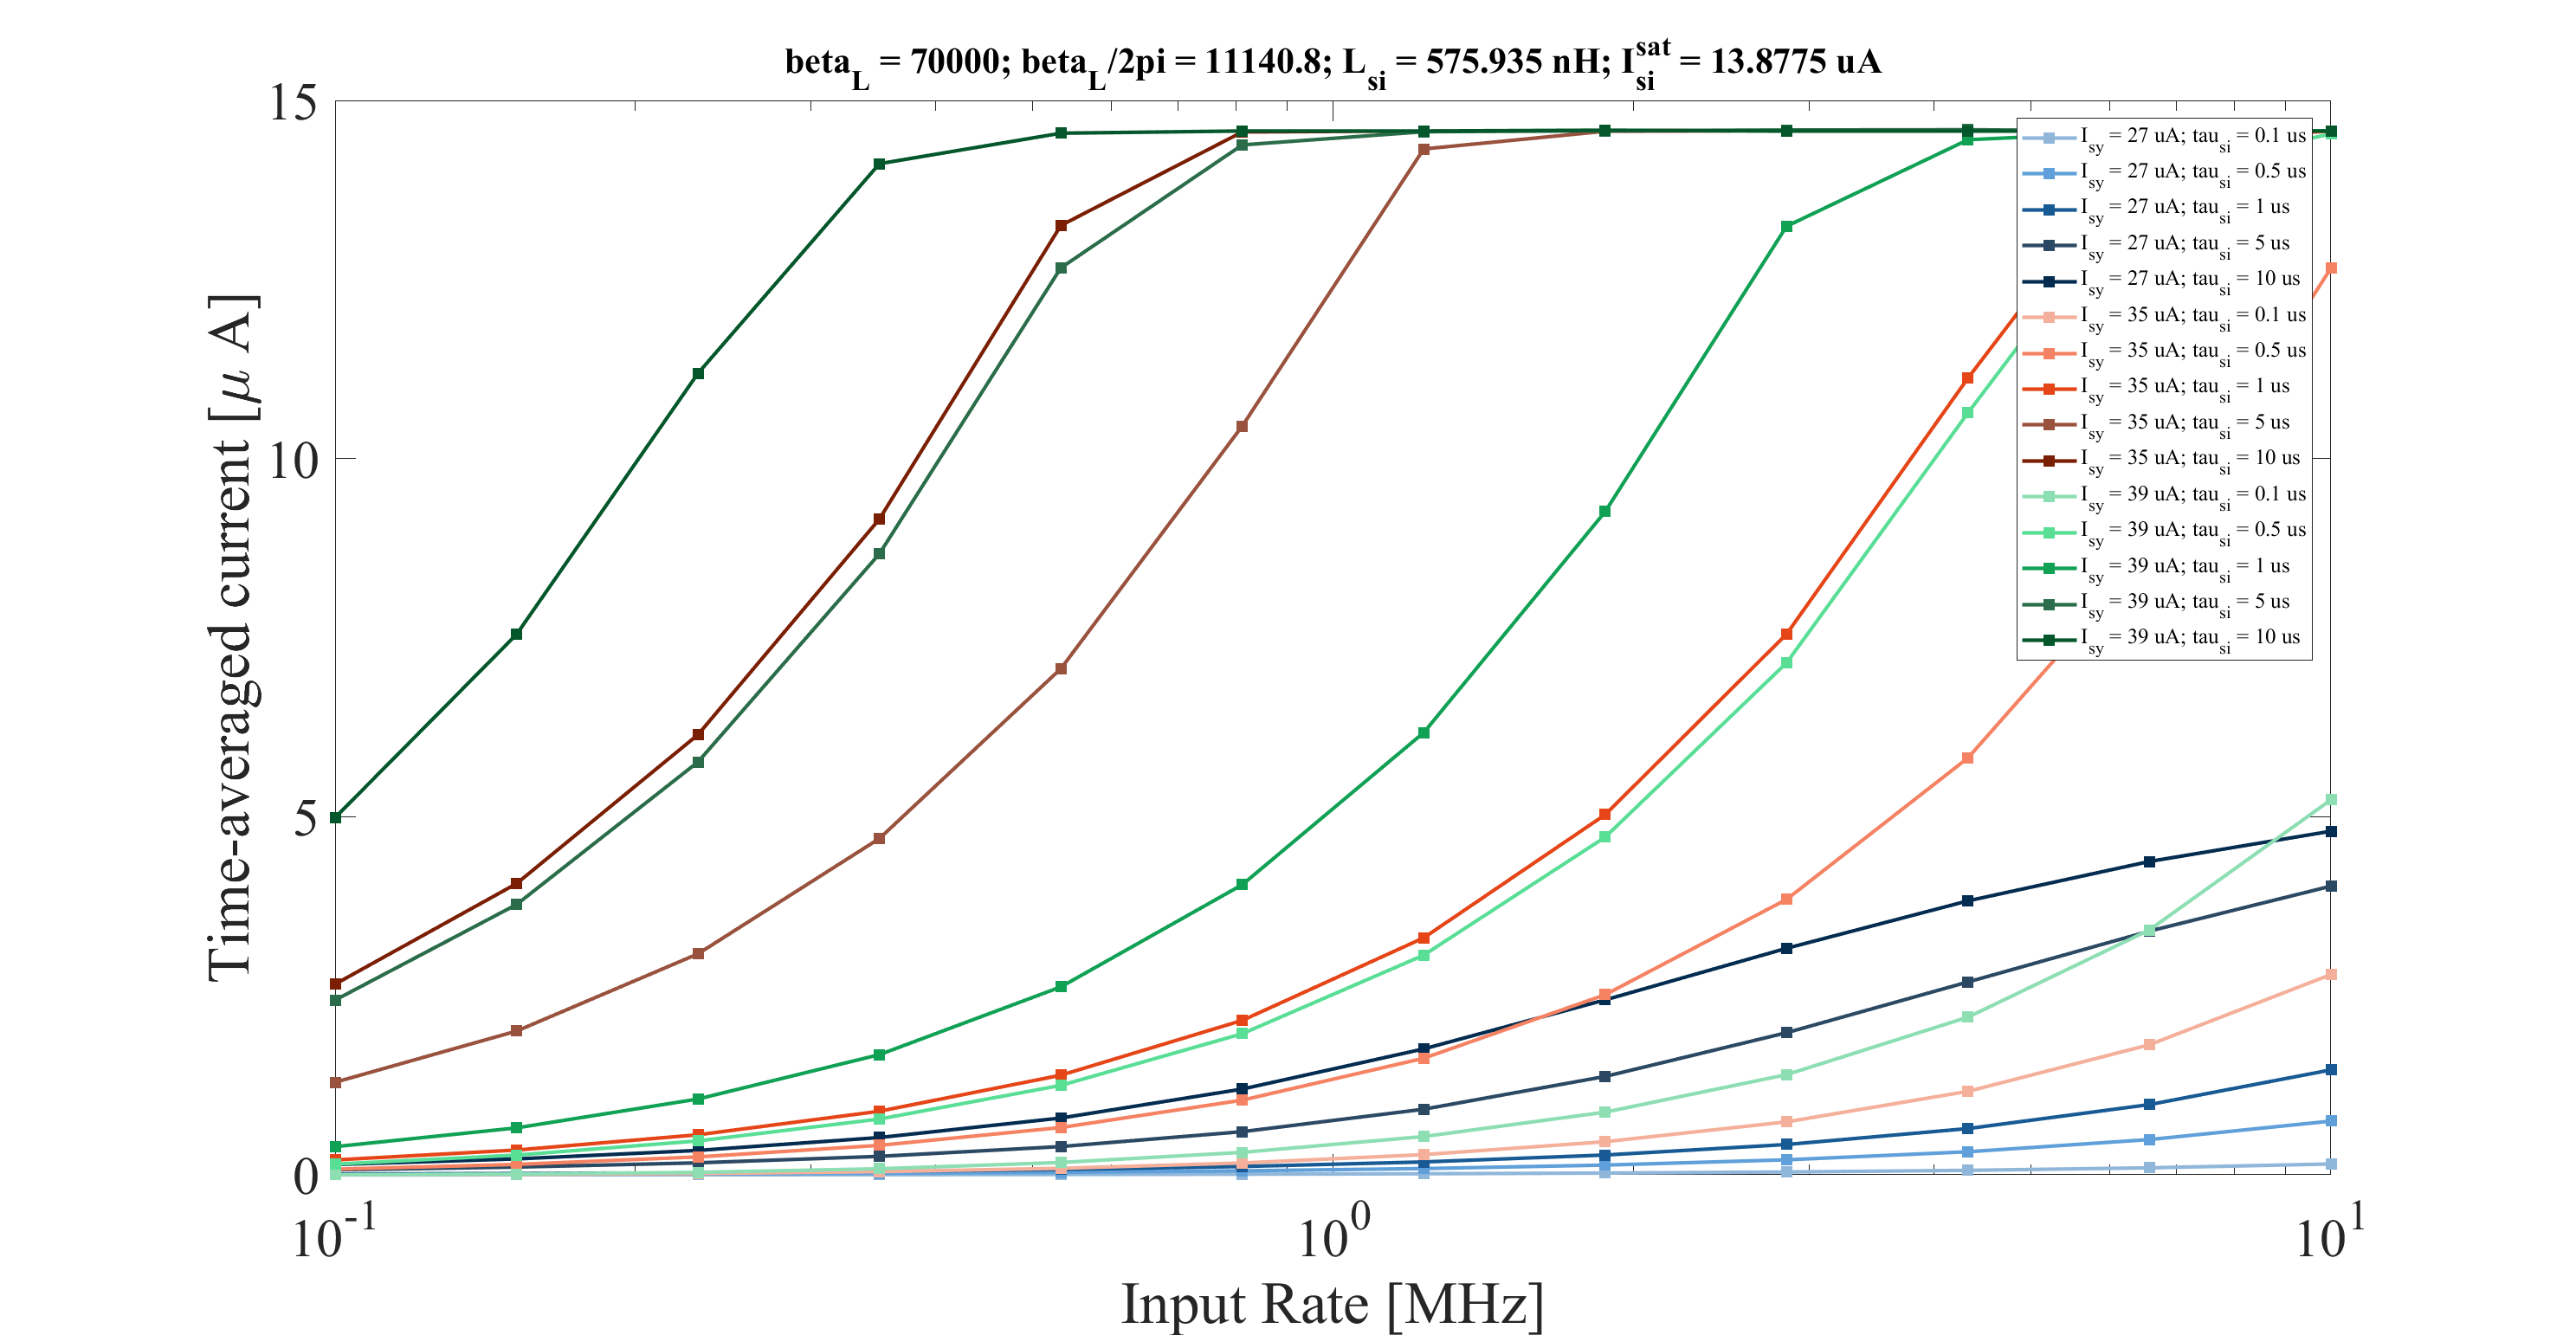 beta_L = 70000; beta_L/2pi = 11140.8; L_si = 575.935 nH; I_si^sat = 13.8775 uA
15
10
5
0
Time-averaged current [μ A]
10^-1
10^0
10^1
Input Rate [MHz]
I_sy = 27 uA; tau_si = 0.1 us
I_sy = 27 uA; tau_si = 0.5 us
I_sy = 27 uA; tau_si = 1 us
I_sy = 27 uA; tau_si = 5 us
I_sy = 27 uA; tau_si = 10 us
I_sy = 35 uA; tau_si = 0.1 us
I_sy = 35 uA; tau_si = 0.5 us
I_sy = 35 uA; tau_si = 1 us
I_sy = 35 uA; tau_si = 5 us
I_sy = 35 uA; tau_si = 10 us
I_sy = 39 uA; tau_si = 0.1 us
I_sy = 39 uA; tau_si = 0.5 us
I_sy = 39 uA; tau_si = 1 us
I_sy = 39 uA; tau_si = 5 us
I_sy = 39 uA; tau_si = 10 us